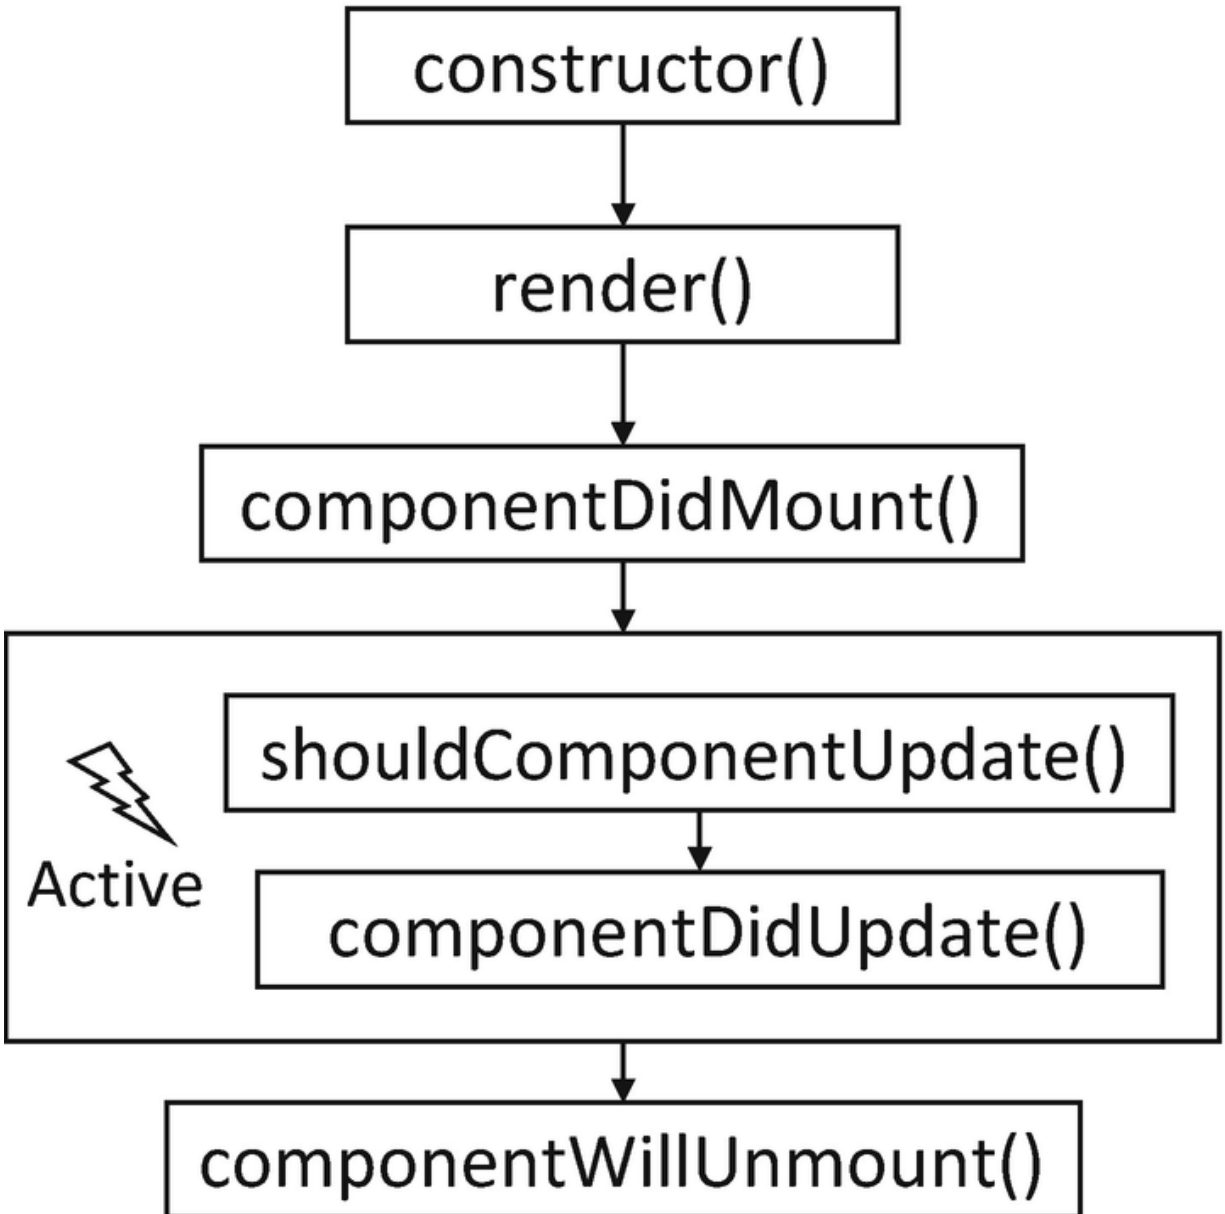 constructor()
render()
componentDidMount()
shouldComponentUpdate()
Active
componentDidUpdate()
componentWillUnmount()